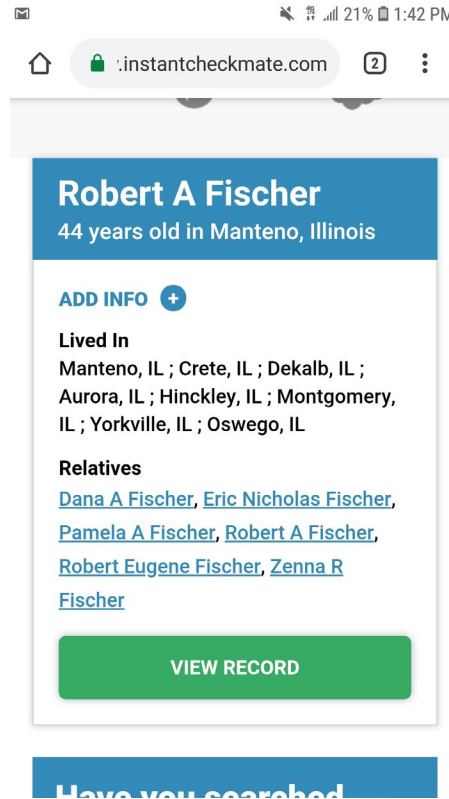 21% 1:42 PM
.instantcheckmate.com 2
Robert A Fischer
44 years old in Manteno, Illinois
ADD INFO +
Lived In
Manteno, IL ; Crete, IL ; Dekalb, IL ;
Aurora, IL ; Hinckley, IL ; Montgomery,
IL ; Yorkville, IL ; Oswego, IL
Relatives
Dana A Fischer, Eric Nicholas Fischer,
Pamela A Fischer, Robert A Fischer,
Robert Eugene Fischer, Zenna R
Fischer
VIEW RECORD
Have you searched